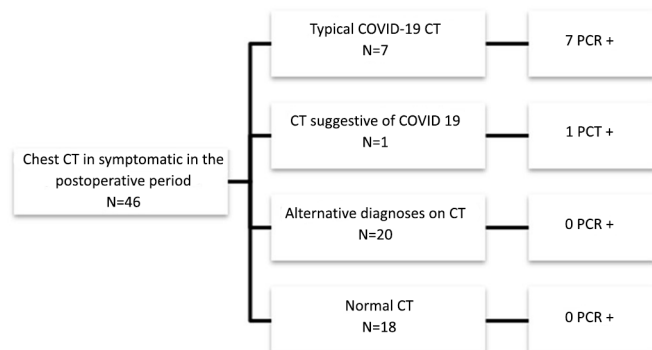 Typical COVID-19 CT
N=7
7 PCR +
CT suggestive of COVID 19
N=1
1 PCT +
Chest CT in symptomatic in the
postoperative period
N=46
Alternative diagnoses on CT
N=20
0 PCR +
Normal CT
N=18
0 PCR +